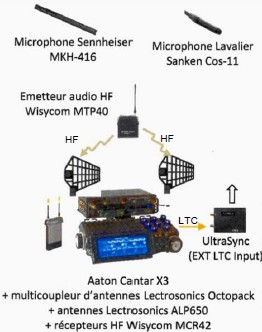 Microphone Sennheiser
MKH-416
Microphone Lavalier
Sanken Cos-11
Emetteur audio HF
Wisycom MTP40
HF
HF
LTC
UltraSync
(EXT LTC Input)
Aaton Cantar X3
+ multicoupleur d'antennes Lectrosonics Octopack
+ antennes Lectrosonics ALP650
+ récepteurs HF Wisycom MCR42